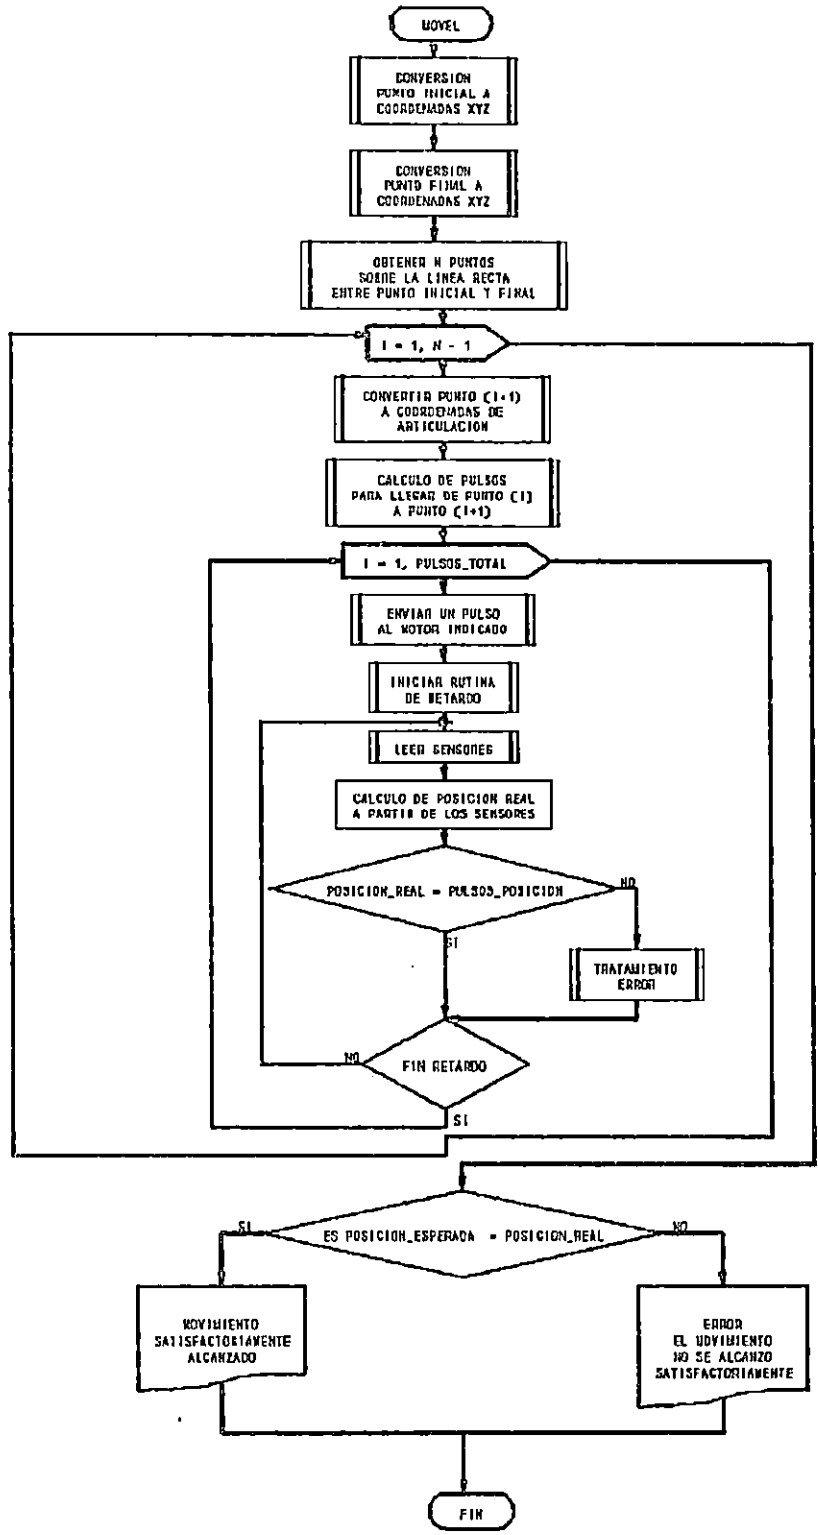 MOVEL
CONVERSION
PUNTO INICIAL A
COORDENADAS XYZ
CONVERSION
PUNTO FINAL A
COORDENADAS XYZ
OBTENER N PUNTOS
SOBRE LA LINEA RECTA
ENTRE PUNTO INICIAL Y FINAL
I = 1, N - 1
CONVERTIR PUNTO (I+1)
A COORDENADAS DE
ARTICULACION
CALCULO DE PULSOS
PARA LLEGAR DE PUNTO (I)
A PUNTO (I+1)
I = 1, PULSOS_TOTAL
ENVIAR UN PULSO
AL MOTOR INDICADO
INICIAR RUTINA
DE RETARDO
LEER SENSORES
CALCULO DE POSICION REAL
A PARTIR DE LOS SENSORES
POSICION_REAL = PULSOS_POSICION
NO
SI
TRATAMIENTO
ERROR
NO
FIN RETARDO
SI
SI
ES POSICION_ESPERADA = POSICION_REAL
NO
MOVIMIENTO
SATISFACTORIAMENTE
ALCANZADO
ERROR
EL MOVIMIENTO
NO SE ALCANZO
SATISFACTORIAMENTE
FIN